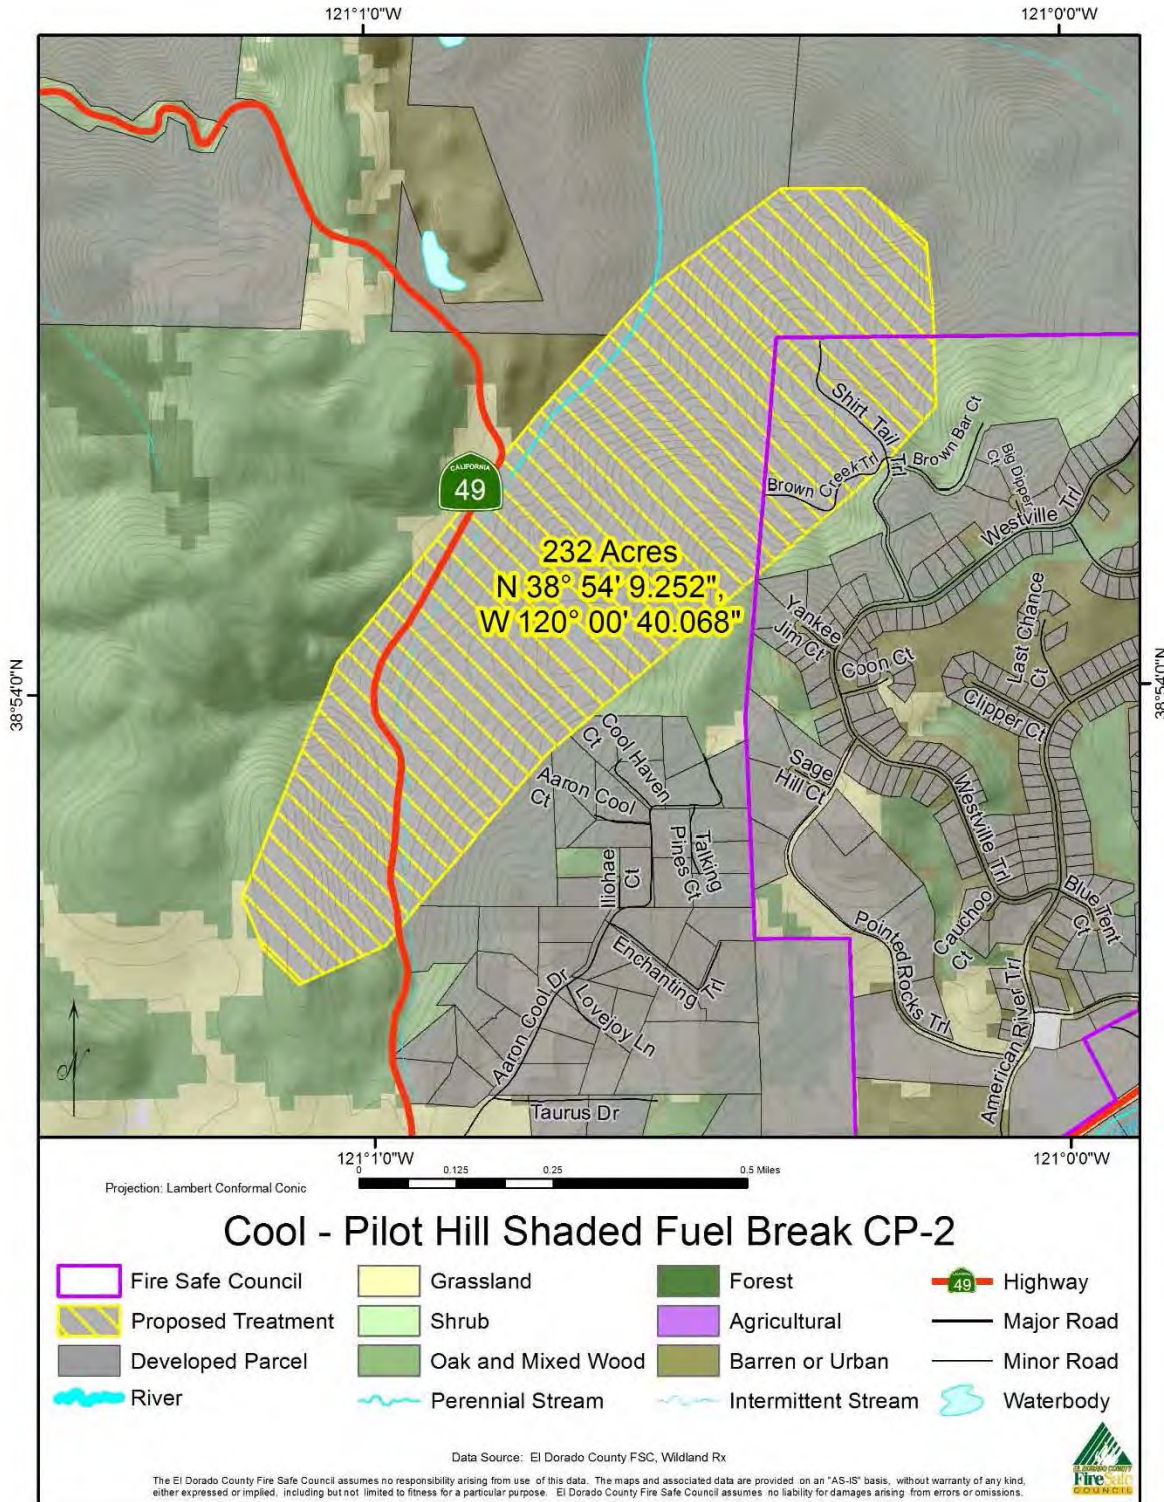 121°1'0"W
121°0'0"W
38°54'0"N
38°54'0"N
CALIFORNIA
49
232 Acres
N 38° 54' 9.252",
W 120° 00' 40.068"
Shirt Tail
Trl
Brown Bar Ct
Brown Creek Trl
Big Dipper
Ct
Westville Trl
Yankee
Jim Ct
Coon Ct
Last Chance
Ct
Clipper Ct
Cool Haven
Ct
Aaron Cool
Ct
Sage
Hill Ct
Westville Trl
Talking
Pines Ct
Iliohae
Ct
Blue Tent
Ct
Cauchoo
Ct
Pointed Rocks Trl
Enchanting
Trl
Lovejoy Ln
Aaron Cool Dr
American River Trl
Taurus Dr
N
121°1'0"W
121°0'0"W
Projection: Lambert Conformal Conic
0 0.125 0.25 0.5 Miles
Cool - Pilot Hill Shaded Fuel Break CP-2
Fire Safe Council
Grassland
Forest
CALIFORNIA
49
Highway
Proposed Treatment
Shrub
Agricultural
Major Road
Developed Parcel
Oak and Mixed Wood
Barren or Urban
Minor Road
River
Perennial Stream
Intermittent Stream
Waterbody
Data Source: El Dorado County FSC, Wildland Rx
The El Dorado County Fire Safe Council assumes no responsibility arising from use of this data. The maps and associated data are provided on an "AS-IS" basis, without warranty of any kind,
either expressed or implied, including but not limited to fitness for a particular purpose. El Dorado County Fire Safe Council assumes no liability for damages arising from errors or omissions.
EL DORADO COUNTY
FireSafe
COUNCIL